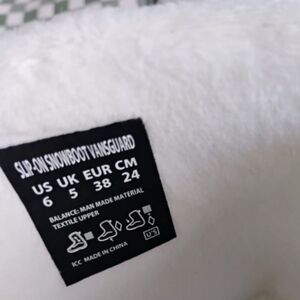 SLIP-ON SNOWBOOT VANSGUARD
US UK EUR CM
6 5 38 24
BALANCE: MAN MADE MATERIAL
TEXTILE UPPER
US
ICC MADE IN CHINA